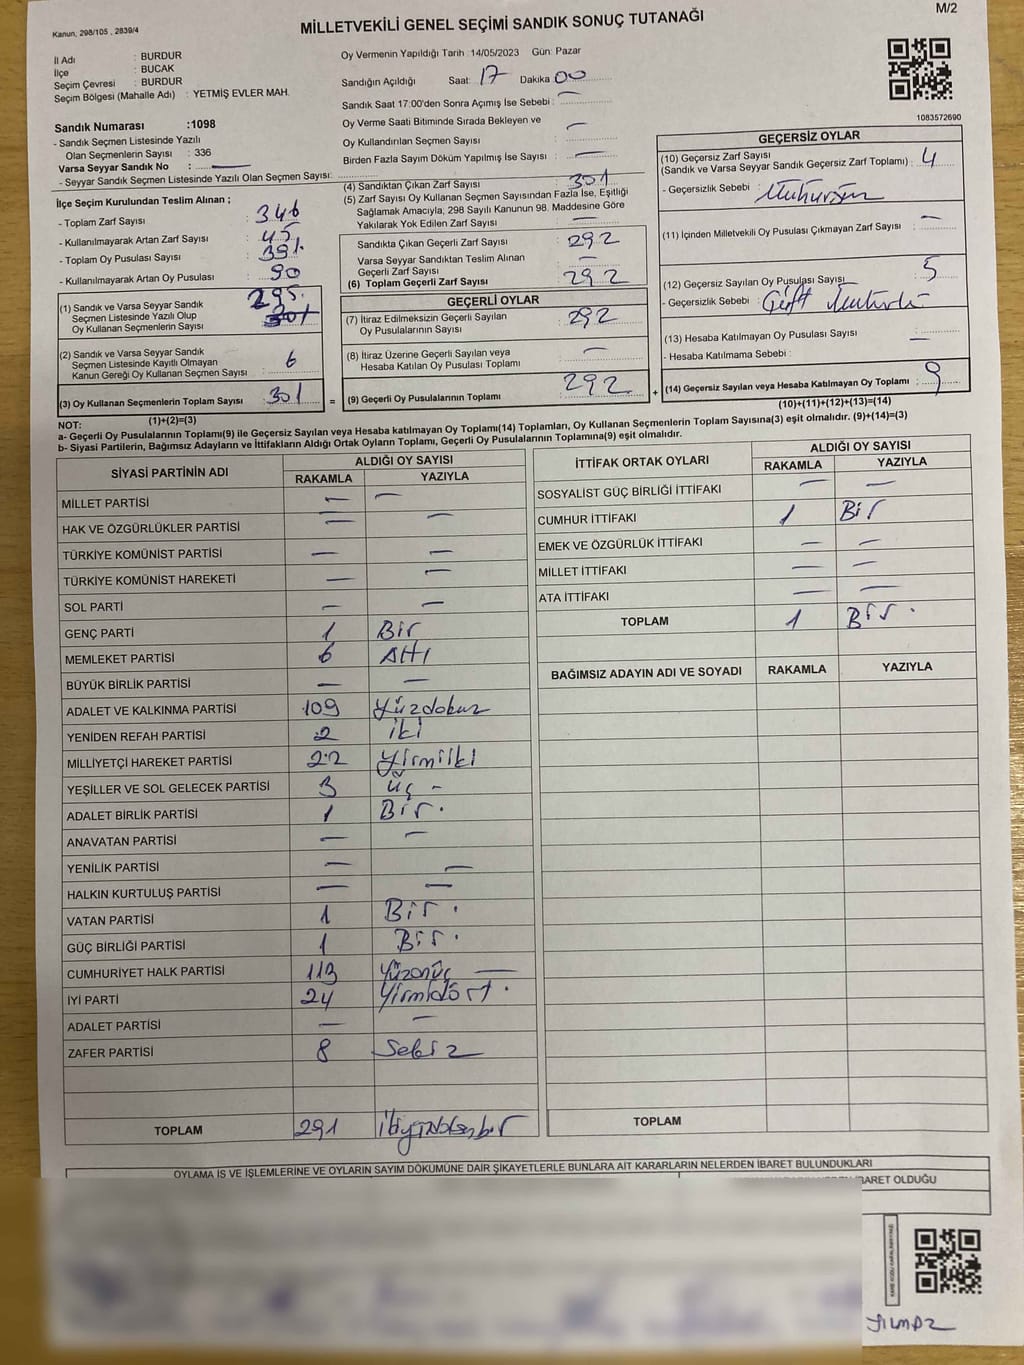 Kanun, 298/105 , 2839/4
MİLLETVEKİLİ GENEL SEÇİMİ SANDIK SONUÇ TUTANAĞI
M/2
İl Adı : BURDUR
İlçe : BUCAK
Seçim Çevresi : BURDUR
Seçim Bölgesi (Mahalle Adı) : YETMİŞ EVLER MAH.
Sandık Numarası :1098
- Sandık Seçmen Listesinde Yazılı
Olan Seçmenlerin Sayısı : 336
Varsa Seyyar Sandık No : —
- Seyyar Sandık Seçmen Listesinde Yazılı Olan Seçmen Sayısı:
Oy Vermenin Yapıldığı Tarih :14/05/2023 Gün: Pazar
Sandığın Açıldığı Saat: 17 Dakika 00
Sandık Saat 17:00'den Sonra Açımış İse Sebebi : —
Oy Verme Saati Bitiminde Sırada Bekleyen ve
Oy Kullandırılan Seçmen Sayısı : —
Birden Fazla Sayım Döküm Yapılmış İse Sayısı : —
1083572690
İlçe Seçim Kurulundan Teslim Alınan ;
- Toplam Zarf Sayısı : 346
- Kullanılmayarak Artan Zarf Sayısı : 45
- Toplam Oy Pusulası Sayısı : 391
- Kullanılmayarak Artan Oy Pusulası : 90
(1) Sandık ve Varsa Seyyar Sandık
Seçmen Listesinde Yazılı Olup
Oy Kullanan Seçmenlerin Sayısı : 295 301
(2) Sandık ve Varsa Seyyar Sandık
Seçmen Listesinde Kayıtlı Olmayan
Kanun Gereği Oy Kullanan Seçmen Sayısı : 6
(3) Oy Kullanan Seçmenlerin Toplam Sayısı : 301 =
(1)+(2)=(3)
(4) Sandıktan Çıkan Zarf Sayısı : 301
(5) Zarf Sayısı Oy Kullanan Seçmen Sayısından Fazla İse, Eşitliği
Sağlamak Amacıyla, 298 Sayılı Kanunun 98. Maddesine Göre
Yakılarak Yok Edilen Zarf Sayısı : —
Sandıkta Çıkan Geçerli Zarf Sayısı : 292
Varsa Seyyar Sandıktan Teslim Alınan
Geçerli Zarf Sayısı : —
(6) Toplam Geçerli Zarf Sayısı : 292
GEÇERLİ OYLAR
(7) İtiraz Edilmeksizin Geçerli Sayılan
Oy Pusulalarının Sayısı : 292
(8) İtiraz Üzerine Geçerli Sayılan veya
Hesaba Katılan Oy Pusulası Toplamı : —
(9) Geçerli Oy Pusulalarının Toplamı : 292 +
GEÇERSİZ OYLAR
(10) Geçersiz Zarf Sayısı
(Sandık ve Varsa Seyyar Sandık Geçersiz Zarf Toplamı) : 4
- Geçersizlik Sebebi : Mühürsüz
(11) İçinden Milletvekili Oy Pusulası Çıkmayan Zarf Sayısı : —
(12) Geçersiz Sayılan Oy Pusulası Sayısı : 5
- Geçersizlik Sebebi : Çift
(13) Hesaba Katılmayan Oy Pusulası Sayısı : —
- Hesaba Katılmama Sebebi :
(14) Geçersiz Sayılan veya Hesaba Katılmayan Oy Toplamı : 9
(10)+(11)+(12)+(13)=(14)
NOT:
a- Geçerli Oy Pusulalarının Toplamı(9) ile Geçersiz Sayılan veya Hesaba katılmayan Oy Toplamı(14) Toplamları, Oy Kullanan Seçmenlerin Toplam Sayısına(3) eşit olmalıdır. (9)+(14)=(3)
b- Siyasi Partilerin, Bağımsız Adayların ve İttifakların Aldığı Ortak Oyların Toplamı, Geçerli Oy Pusulalarının Toplamına(9) eşit olmalıdır.
SİYASİ PARTİNİN ADI ALDIĞI OY SAYISI
RAKAMLA YAZIYLA
MİLLET PARTİSİ — —
HAK VE ÖZGÜRLÜKLER PARTİSİ — —
TÜRKİYE KOMÜNİST PARTİSİ — —
TÜRKİYE KOMÜNİST HAREKETİ — —
SOL PARTİ — —
GENÇ PARTİ 1 Bir
MEMLEKET PARTİSİ 6 Altı
BÜYÜK BİRLİK PARTİSİ — —
ADALET VE KALKINMA PARTİSİ 109 Yüzdokuz
YENİDEN REFAH PARTİSİ 2 iki
MİLLİYETÇİ HAREKET PARTİSİ 22 Yirmiiki
YEŞİLLER VE SOL GELECEK PARTİSİ 3 üç -
ADALET BİRLİK PARTİSİ 1 Bir.
ANAVATAN PARTİSİ — —
YENİLİK PARTİSİ — —
HALKIN KURTULUŞ PARTİSİ — —
VATAN PARTİSİ 1 Bir.
GÜÇ BİRLİĞİ PARTİSİ 1 Bir.
CUMHURİYET HALK PARTİSİ 113 Yüzonüç —
İYİ PARTİ 24 Yirmidört.
ADALET PARTİSİ — —
ZAFER PARTİSİ 8 Sekiz
TOPLAM 291 ikiyüzdoksanbir
İTTİFAK ORTAK OYLARI ALDIĞI OY SAYISI
RAKAMLA YAZIYLA
SOSYALİST GÜÇ BİRLİĞİ İTTİFAKI — —
CUMHUR İTTİFAKI 1 Bir
EMEK VE ÖZGÜRLÜK İTTİFAKI — —
MİLLET İTTİFAKI — —
ATA İTTİFAKI — —
TOPLAM 1 Bir.
BAĞIMSIZ ADAYIN ADI VE SOYADI RAKAMLA YAZIYLA
TOPLAM
OYLAMA İŞ VE İŞLEMLERİNE VE OYLARIN SAYIM DÖKÜMÜNE DAİR ŞİKAYETLERLE BUNLARA AİT KARARLARIN NELERDEN İBARET BULUNDUKLARI
İBARET OLDUĞU
YILMAZ